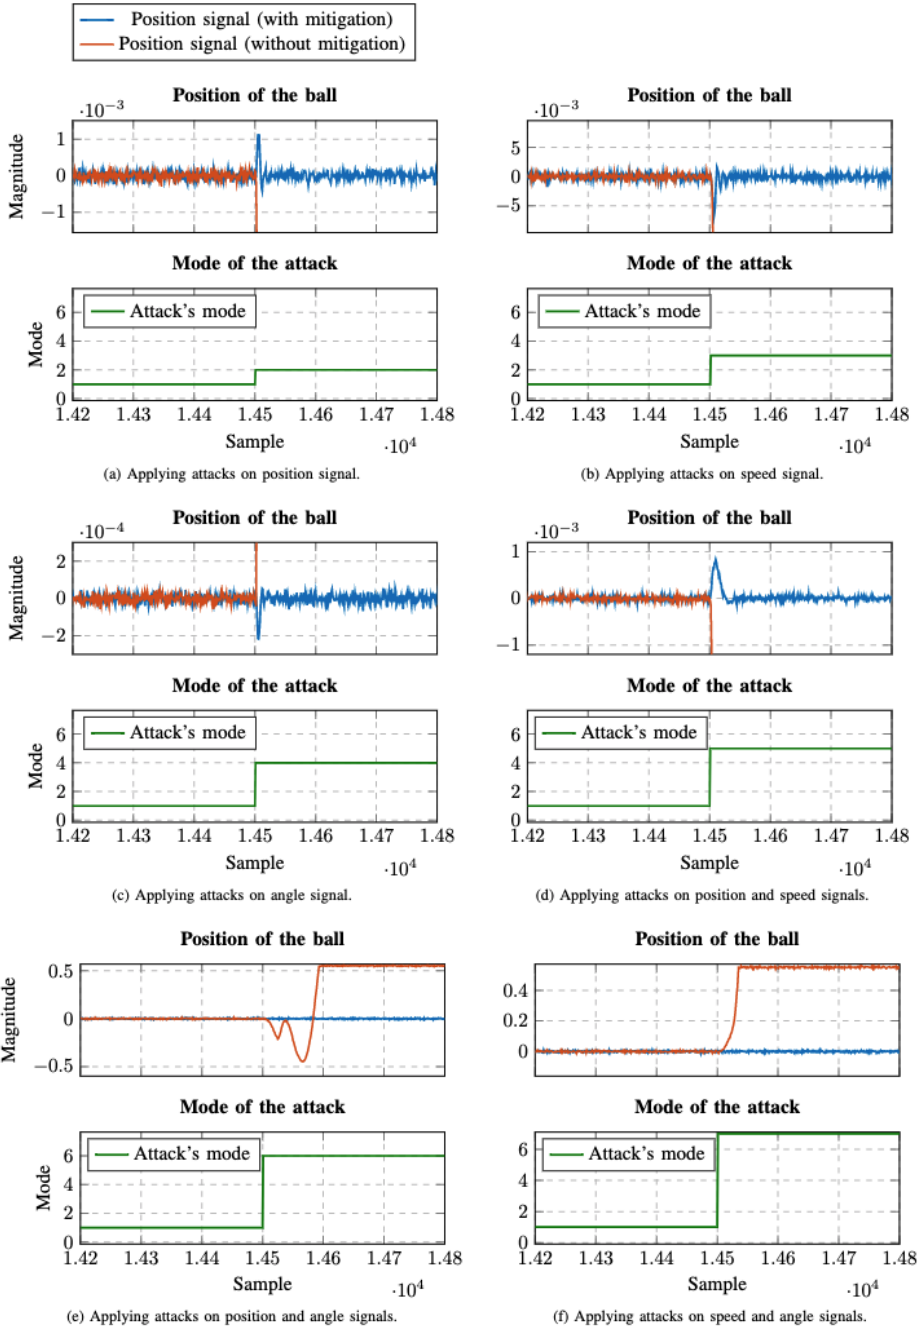 Position signal (with mitigation)
Position signal (without mitigation)
Position of the ball
·10⁻³
Magnitude
1
0
−1
Mode of the attack
Attack's mode
Mode
6
4
2
0
1.42 1.43 1.44 1.45 1.46 1.47 1.48
Sample
·10⁴
(a) Applying attacks on position signal.
Position of the ball
·10⁻³
5
0
−5
Mode of the attack
Attack's mode
6
4
2
0
1.42 1.43 1.44 1.45 1.46 1.47 1.48
Sample
·10⁴
(b) Applying attacks on speed signal.
Position of the ball
·10⁻⁴
Magnitude
2
0
−2
Mode of the attack
Attack's mode
Mode
6
4
2
0
1.42 1.43 1.44 1.45 1.46 1.47 1.48
Sample
·10⁴
(c) Applying attacks on angle signal.
Position of the ball
·10⁻³
1
0
−1
Mode of the attack
Attack's mode
6
4
2
0
1.42 1.43 1.44 1.45 1.46 1.47 1.48
Sample
·10⁴
(d) Applying attacks on position and speed signals.
Position of the ball
Magnitude
0.5
0
−0.5
Mode of the attack
Attack's mode
Mode
6
4
2
0
1.42 1.43 1.44 1.45 1.46 1.47 1.48
Sample
·10⁴
(e) Applying attacks on position and angle signals.
Position of the ball
0.4
0.2
0
Mode of the attack
Attack's mode
6
4
2
0
1.42 1.43 1.44 1.45 1.46 1.47 1.48
Sample
·10⁴
(f) Applying attacks on speed and angle signals.